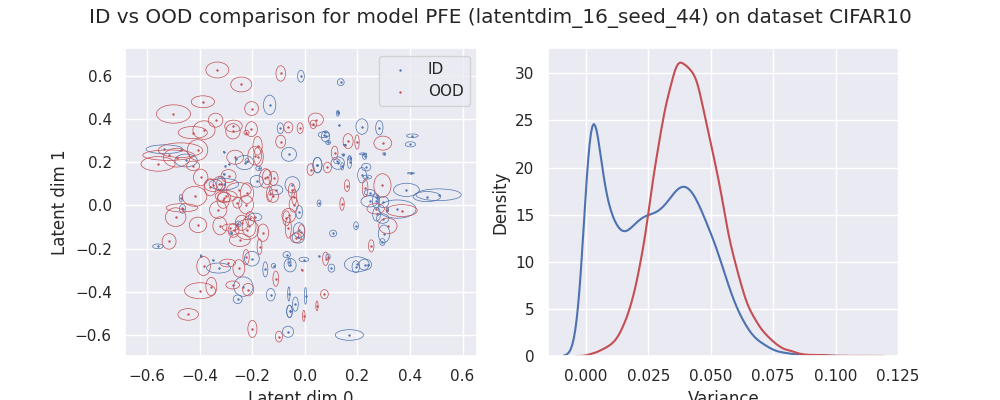 ID vs OOD comparison for model PFE (latentdim_16_seed_44) on dataset CIFAR10
ID
OOD
Latent dim 1
0.6
0.4
0.2
0.0
−0.2
−0.4
−0.6
−0.6 −0.4 −0.2 0.0 0.2 0.4 0.6
Latent dim 0
Density
30
25
20
15
10
5
0
0.000 0.025 0.050 0.075 0.100 0.125
Variance